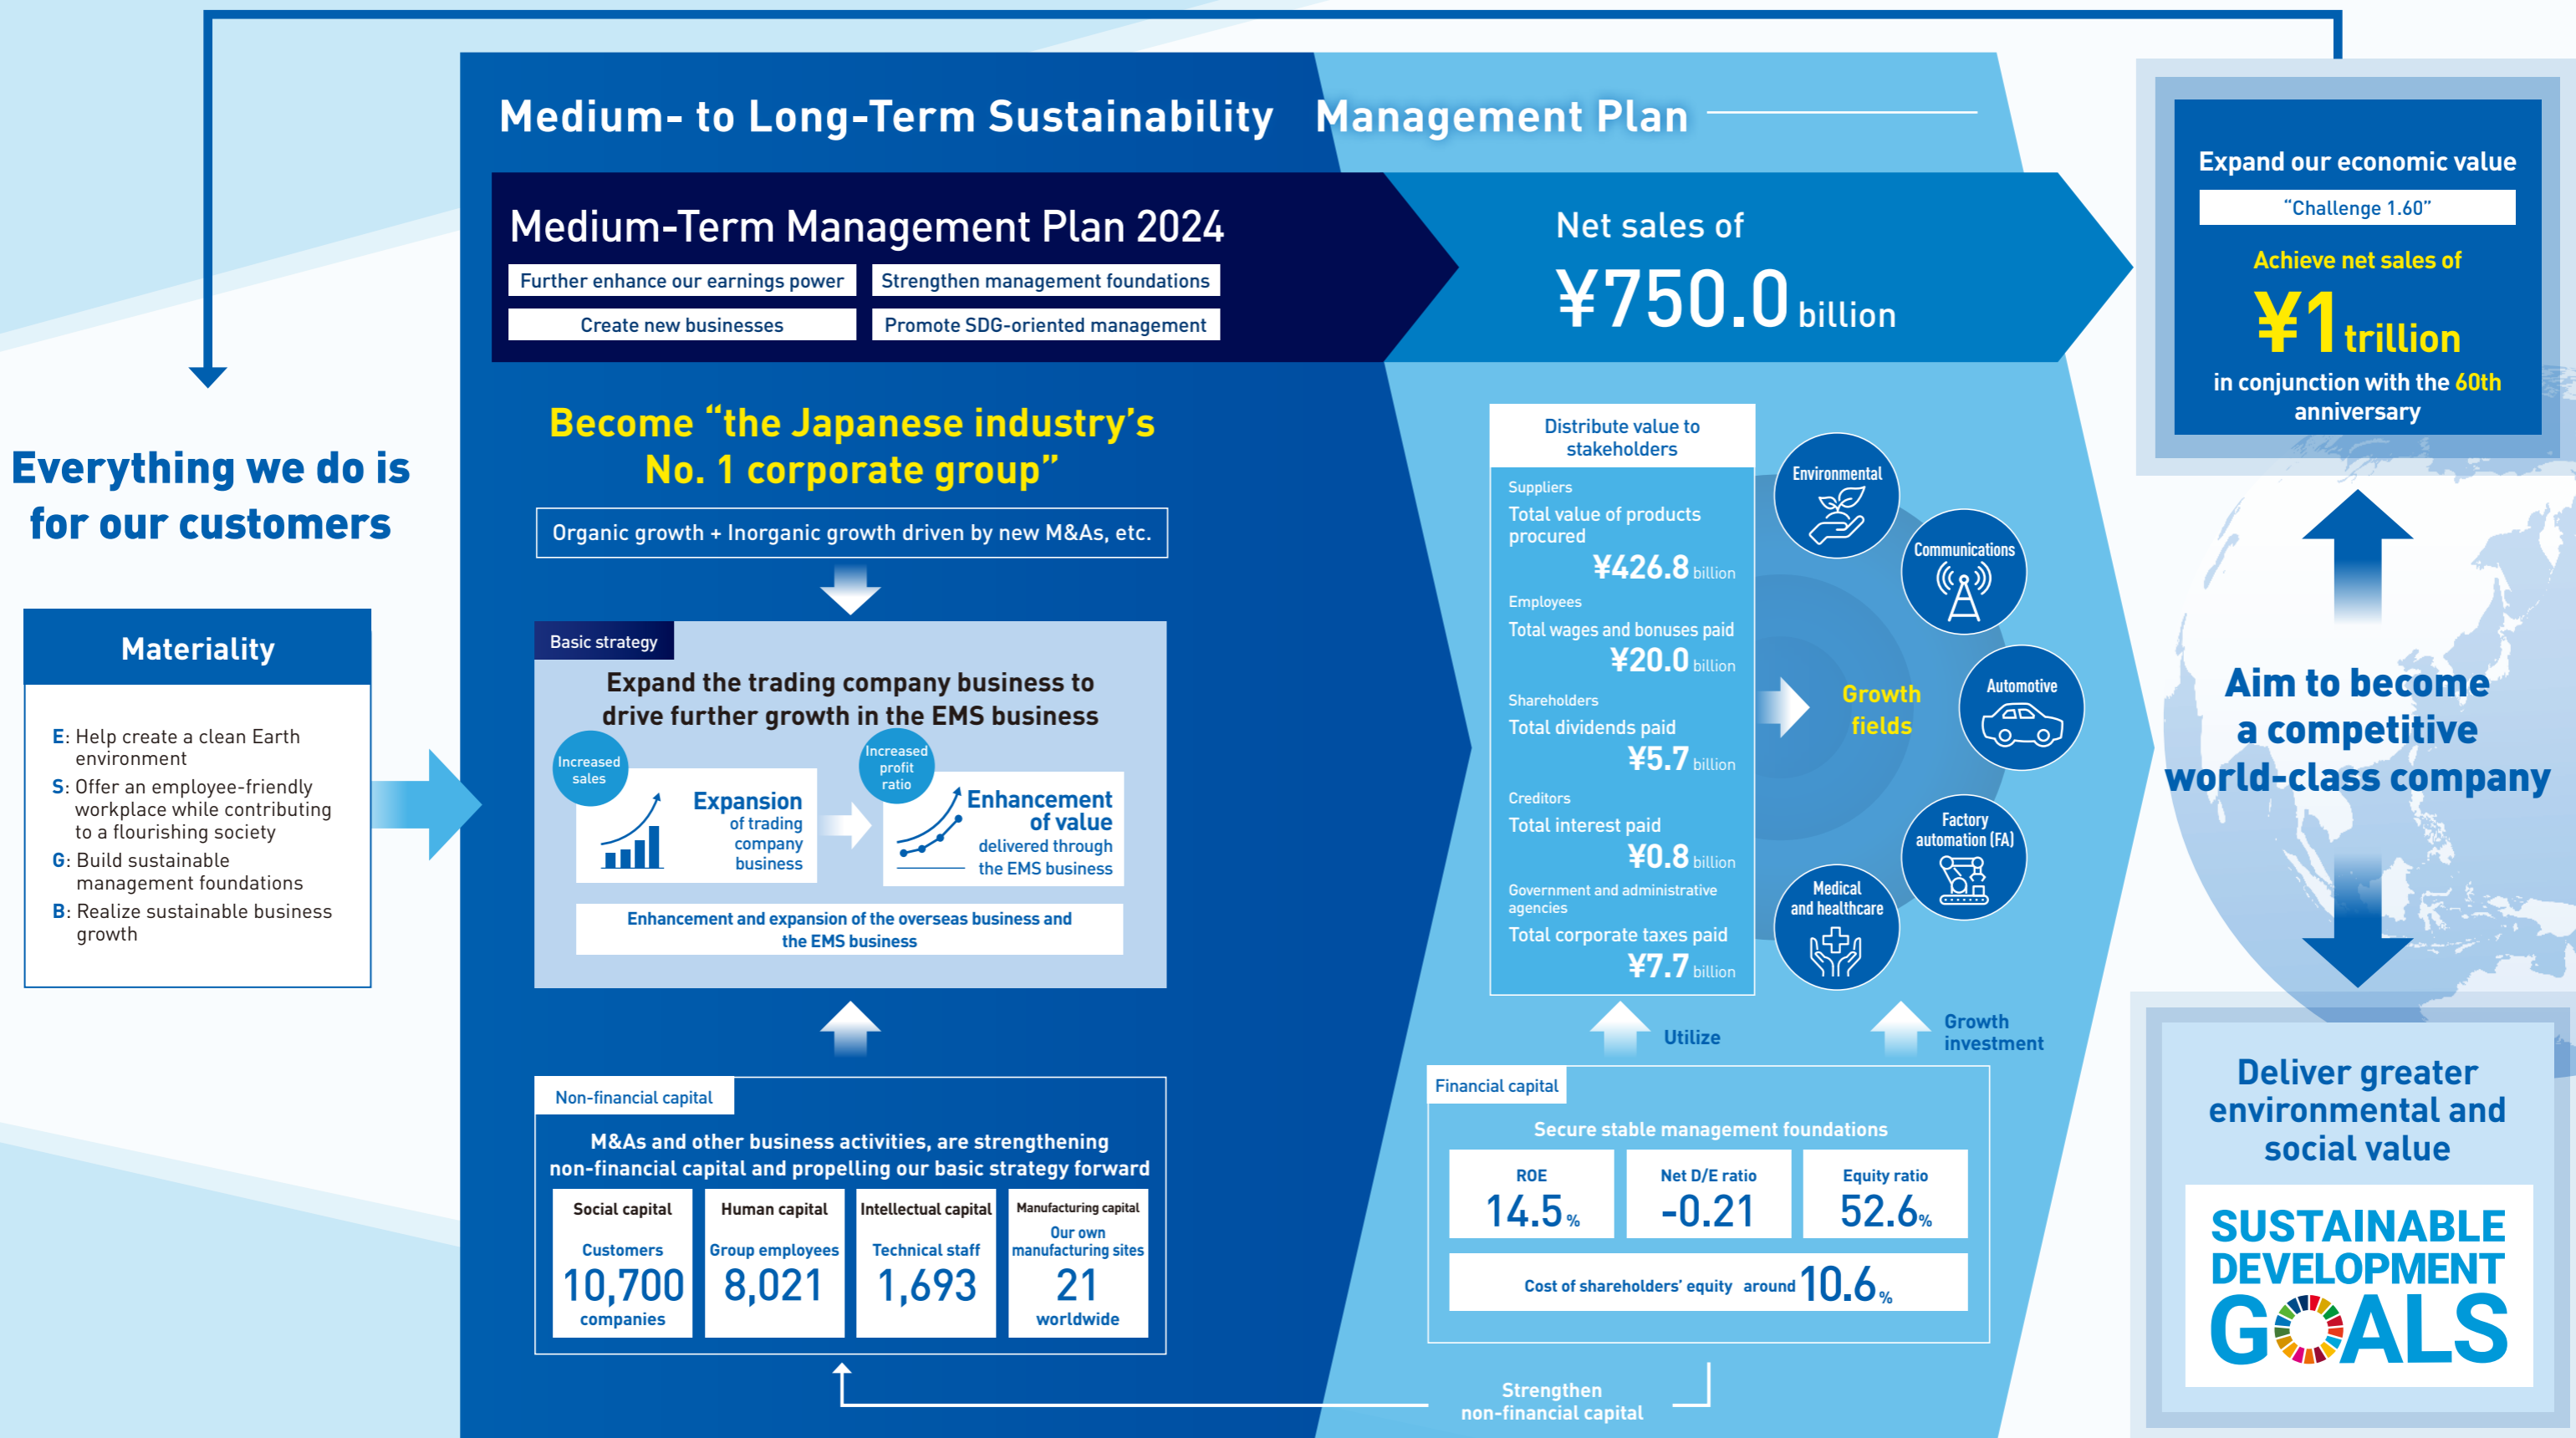 Medium- to Long-Term Sustainability Management Plan
Medium-Term Management Plan 2024
Further enhance our earnings power
Strengthen management foundations
Create new businesses
Promote SDG-oriented management
Net sales of
¥750.0 billion
Expand our economic value
“Challenge 1.60”
Achieve net sales of
¥1 trillion
in conjunction with the 60th
anniversary
Everything we do is
for our customers
Materiality
E: Help create a clean Earth
environment
S: Offer an employee-friendly
workplace while contributing
to a flourishing society
G: Build sustainable
management foundations
B: Realize sustainable business
growth
Become “the Japanese industry’s
No. 1 corporate group”
Organic growth + Inorganic growth driven by new M&As, etc.
Basic strategy
Expand the trading company business to
drive further growth in the EMS business
Increased
sales
Expansion
of trading
company
business
Increased
profit
ratio
Enhancement
of value
delivered through
the EMS business
Enhancement and expansion of the overseas business and
the EMS business
Non-financial capital
M&As and other business activities, are strengthening
non-financial capital and propelling our basic strategy forward
Social capital
Customers
10,700
companies
Human capital
Group employees
8,021
Intellectual capital
Technical staff
1,693
Manufacturing capital
Our own
manufacturing sites
21
worldwide
Distribute value to
stakeholders
Suppliers
Total value of products
procured
¥426.8 billion
Employees
Total wages and bonuses paid
¥20.0 billion
Shareholders
Total dividends paid
¥5.7 billion
Creditors
Total interest paid
¥0.8 billion
Government and administrative
agencies
Total corporate taxes paid
¥7.7 billion
Growth
fields
Environmental
Communications
Automotive
Factory
automation (FA)
Medical
and healthcare
Utilize
Growth
investment
Financial capital
Secure stable management foundations
ROE
14.5 %
Net D/E ratio
-0.21
Equity ratio
52.6%
Cost of shareholders’ equity around 10.6 %
Strengthen
non-financial capital
Aim to become
a competitive
world-class company
Deliver greater
environmental and
social value
SUSTAINABLE
DEVELOPMENT
GOALS